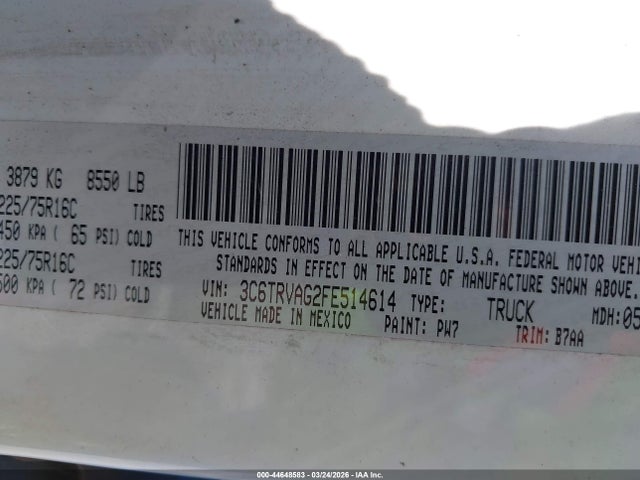 3879 KG 8550 LB
225/75R16C TIRES
450 KPA ( 65 PSI) COLD
225/75R16C TIRES
500 KPA ( 72 PSI) COLD
THIS VEHICLE CONFORMS TO ALL APPLICABLE U.S.A. FEDERAL MOTOR
STANDARDS IN EFFECT ON THE DATE OF MANUFACTURE SHOWN ABOVE.
VIN: 3C6TRVAG2FE514614 TYPE: TRUCK MDH:05
VEHICLE MADE IN MEXICO PAINT: PW7 TRIM: B7AA
000-44648583 - 03/24/2026 - IAA Inc.